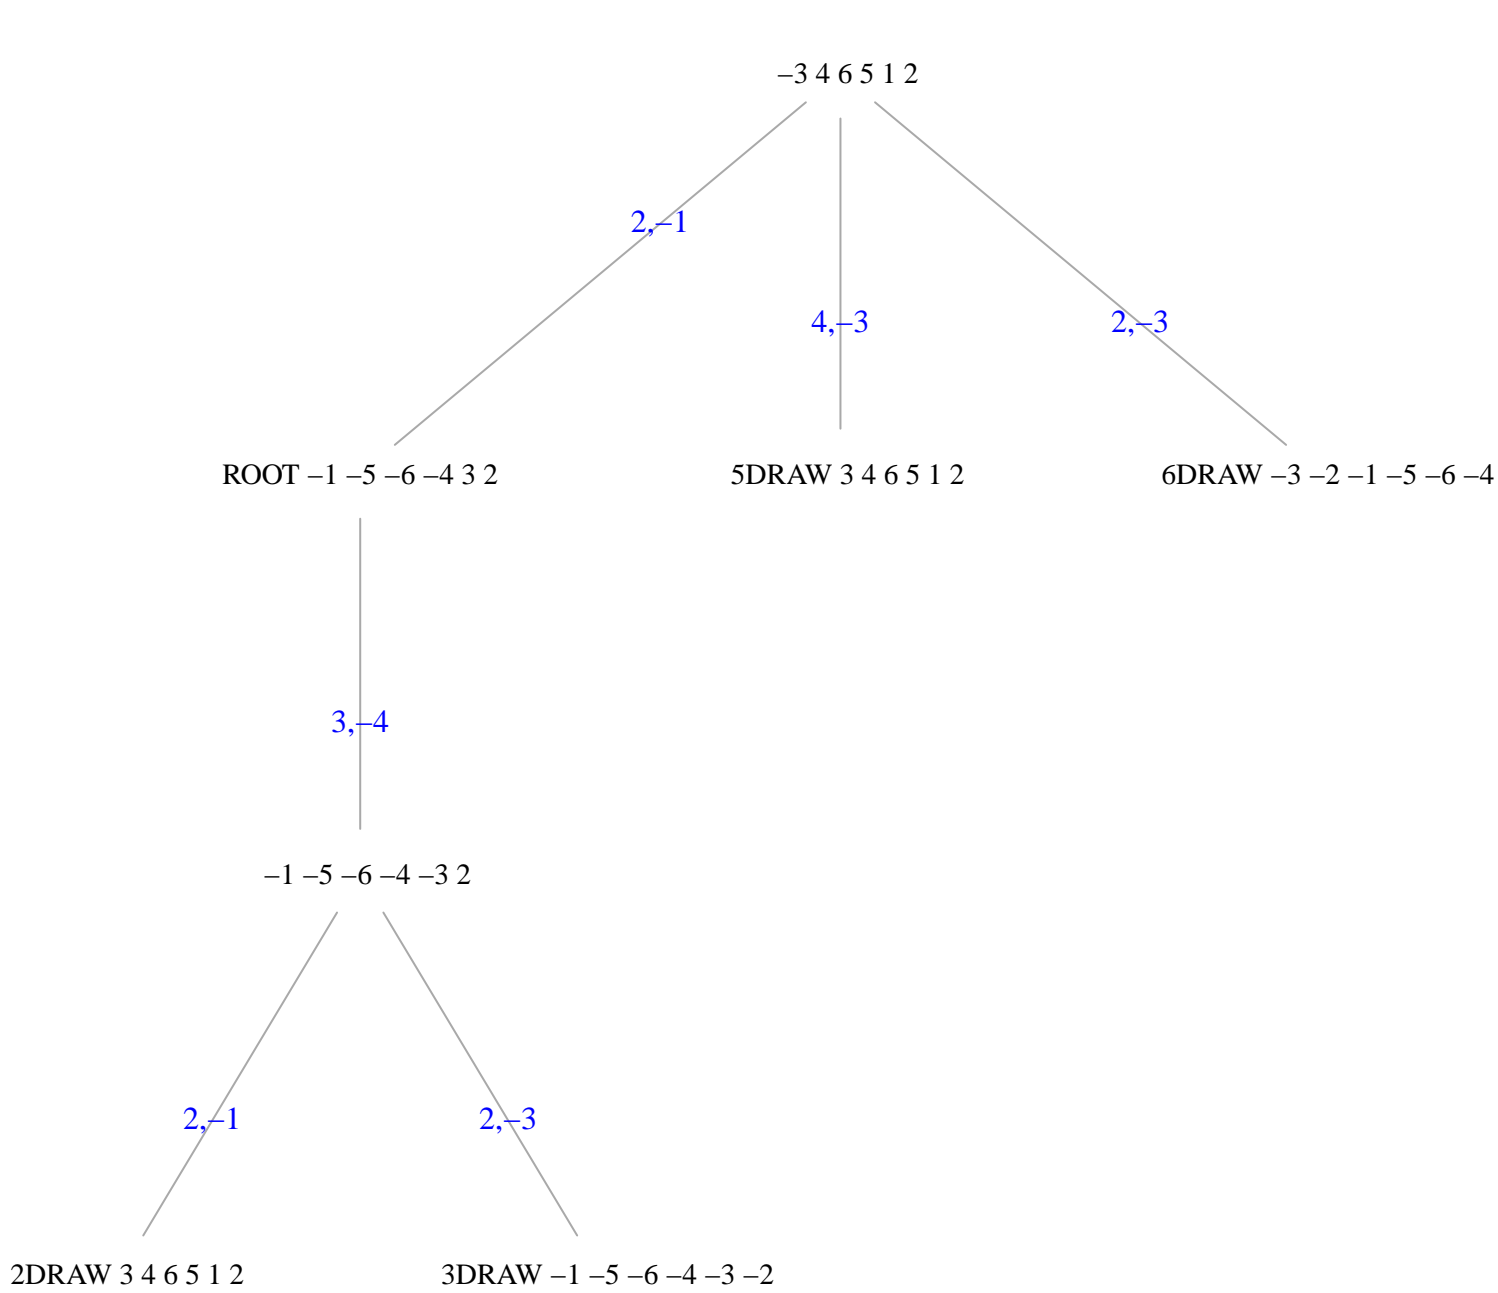 –3 4 6 5 1 2
2,–1
4,–3
2,–3
ROOT –1 –5 –6 –4 3 2
5DRAW 3 4 6 5 1 2
6DRAW –3 –2 –1 –5 –6 –4
3,–4
–1 –5 –6 –4 –3 2
2,–1
2,–3
2DRAW 3 4 6 5 1 2
3DRAW –1 –5 –6 –4 –3 –2